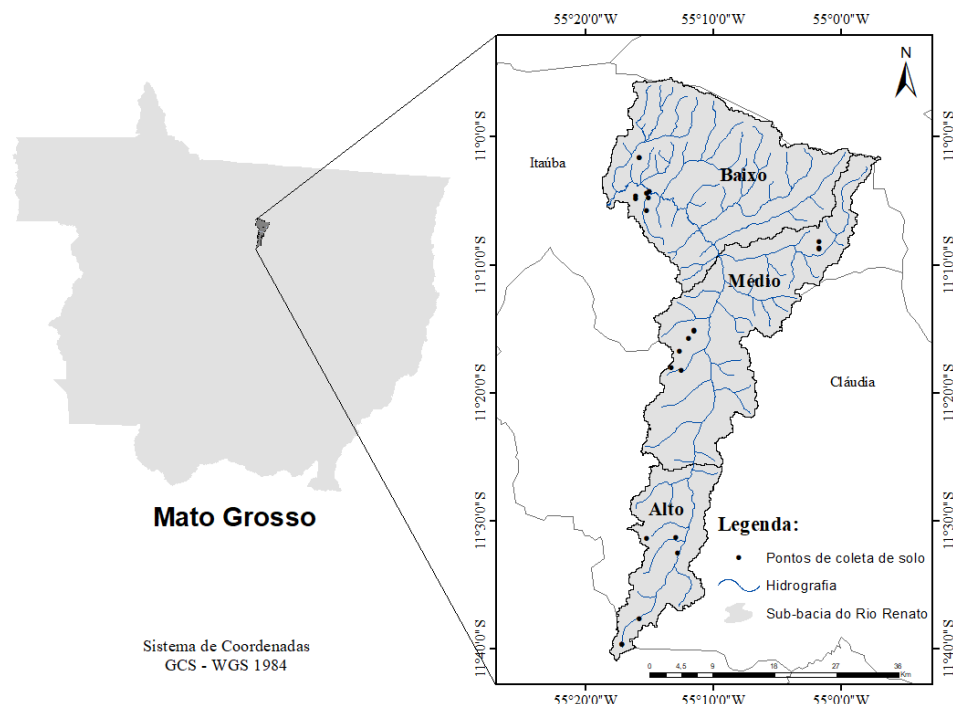 55°20'0"W 55°10'0"W 55°0'0"W
N
11°0'0"S
11°0'0"S
Itaúba
Baixo
11°10'0"S
11°10'0"S
Médio
Cláudia
11°20'0"S
11°20'0"S
Mato Grosso
Alto
11°30'0"S
11°30'0"S
Legenda:
Pontos de coleta de solo
Hidrografia
Sub-bacia do Rio Renato
Sistema de Coordenadas
GCS - WGS 1984
11°40'0"S
11°40'0"S
0 4,5 9 18 27 36
Km
55°20'0"W 55°10'0"W 55°0'0"W